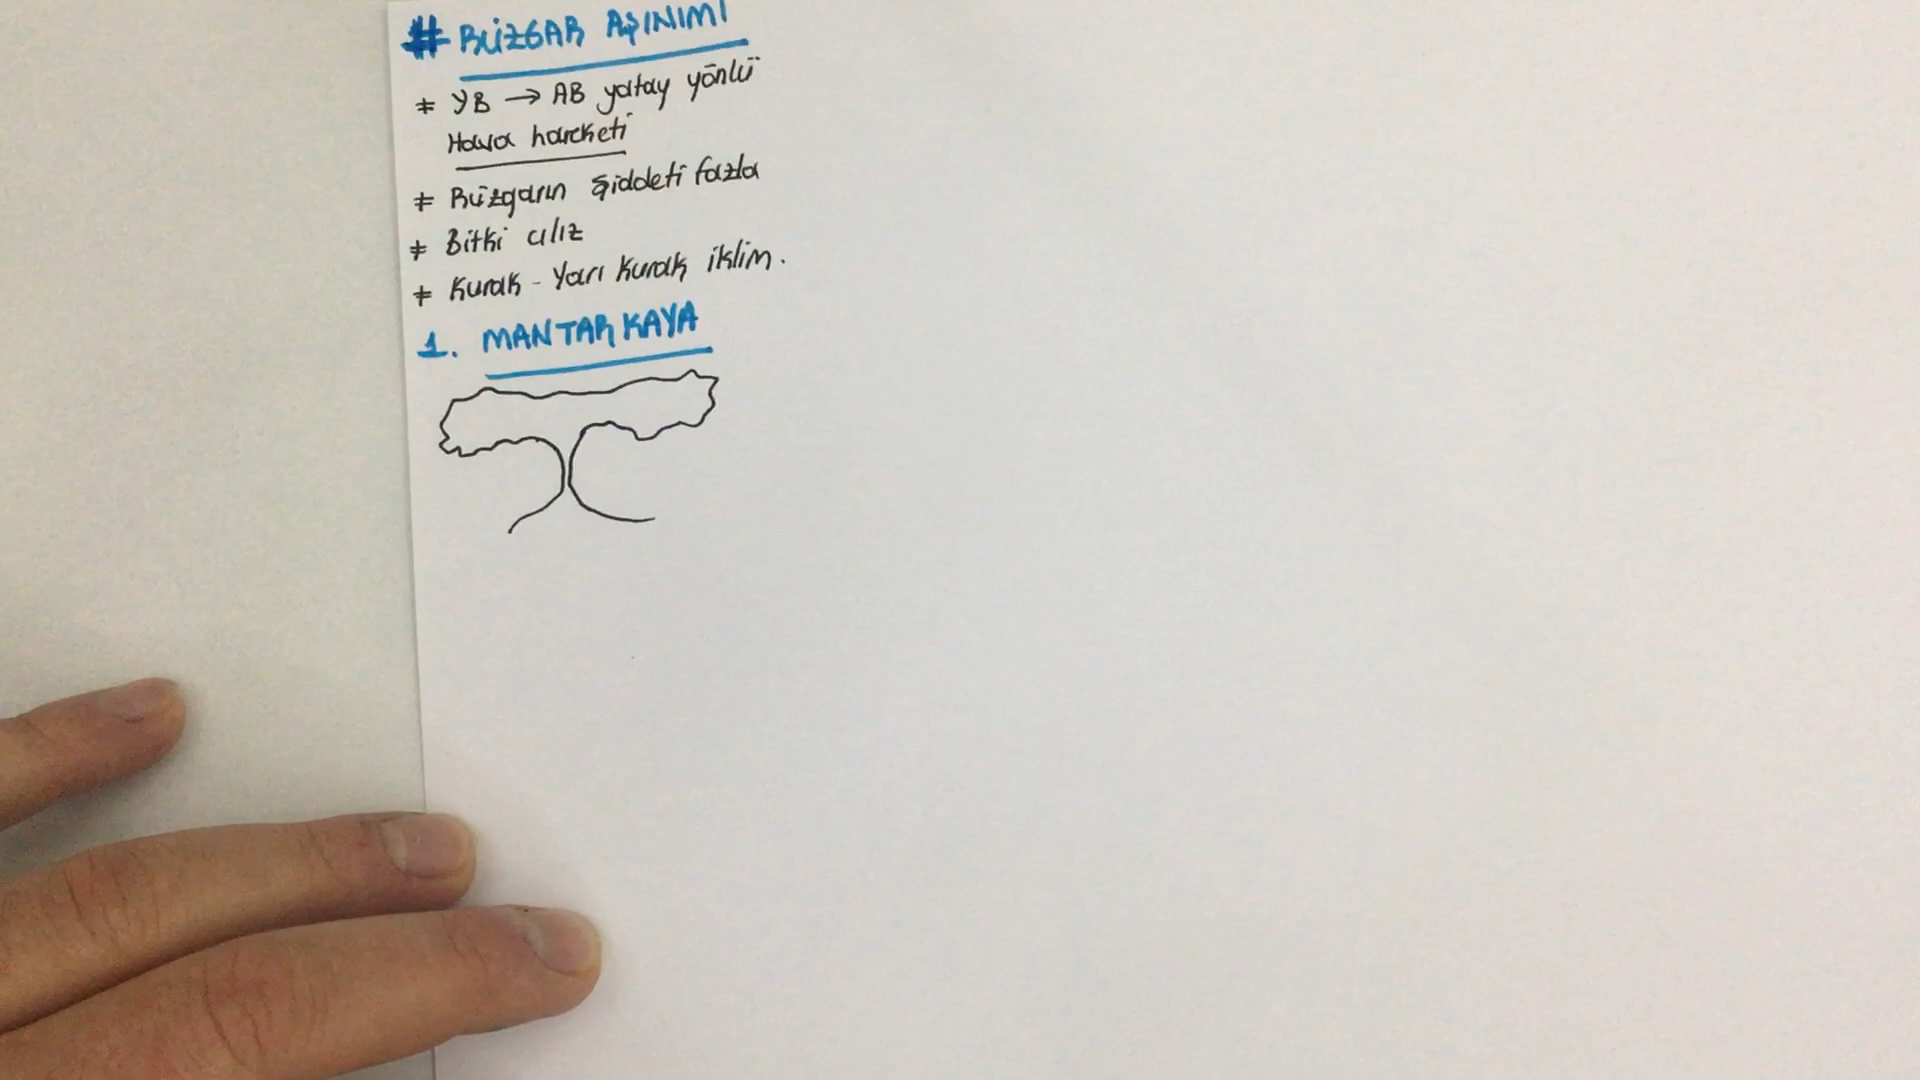 # RÜZGAR AŞINIMI
* YB → AB yatay yönlü
Hava hareketi
* Rüzgarın şiddeti fazla
* Bitki cılız
* Kurak - Yarı kurak iklim.
1. MANTAR KAYA